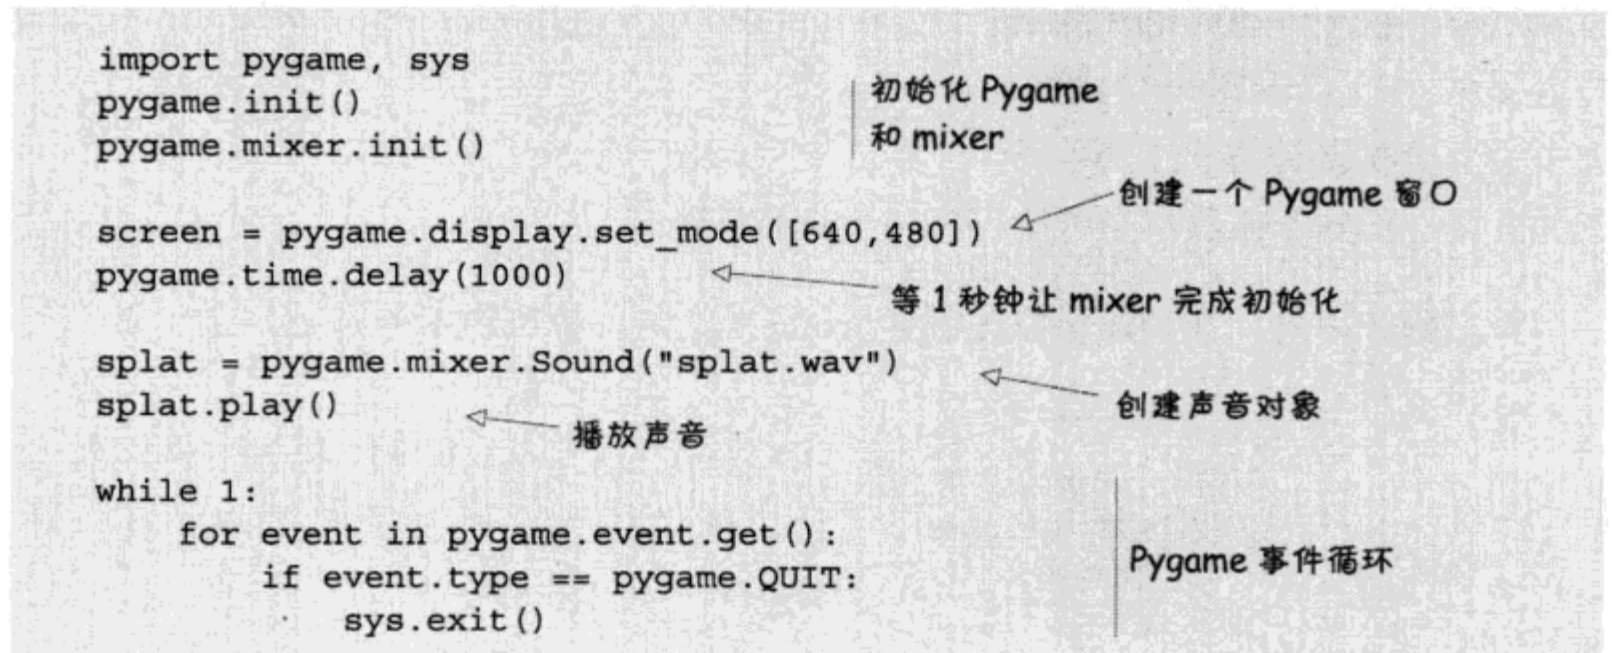 import pygame, sys
pygame.init()
pygame.mixer.init()
初始化 Pygame
和 mixer
创建一个 Pygame 窗口
screen = pygame.display.set_mode([640,480])
pygame.time.delay(1000)
等 1 秒钟让 mixer 完成初始化
splat = pygame.mixer.Sound("splat.wav")
splat.play()
创建声音对象
播放声音
while 1:
    for event in pygame.event.get():
        if event.type == pygame.QUIT:
            sys.exit()
Pygame 事件循环